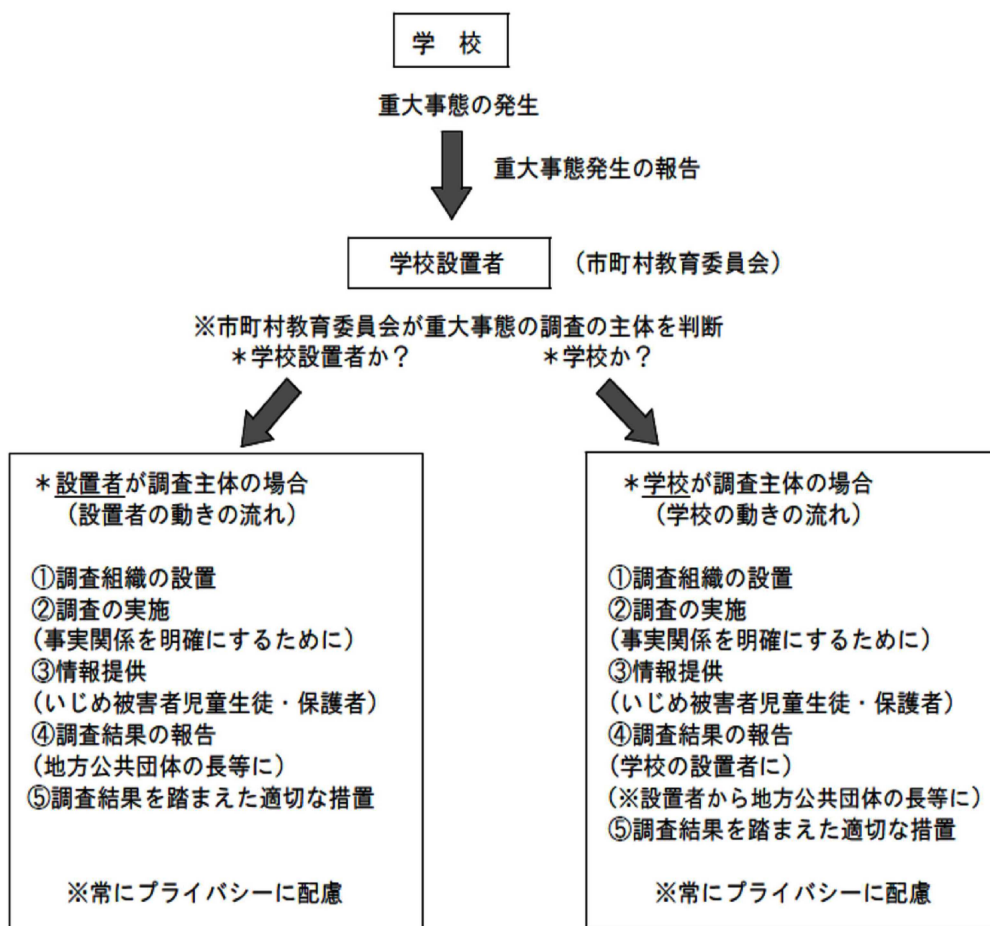 学　校
重大事態の発生
重大事態発生の報告
学校設置者　（市町村教育委員会）
※市町村教育委員会が重大事態の調査の主体を判断
＊学校設置者か？　　　　＊学校か？
＊設置者が調査主体の場合
（設置者の動きの流れ）
①調査組織の設置
②調査の実施
(事実関係を明確にするために)
③情報提供
(いじめ被害者児童生徒・保護者)
④調査結果の報告
(地方公共団体の長等に)
⑤調査結果を踏まえた適切な措置
※常にプライバシーに配慮
＊学校が調査主体の場合
（学校の動きの流れ）
①調査組織の設置
②調査の実施
(事実関係を明確にするために)
③情報提供
(いじめ被害者児童生徒・保護者)
④調査結果の報告
(学校の設置者に)
(※設置者から地方公共団体の長等に)
⑤調査結果を踏まえた適切な措置
※常にプライバシーに配慮